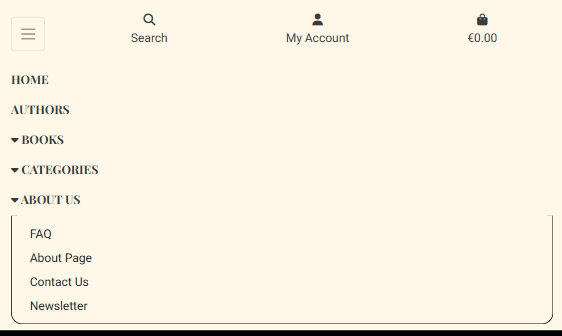 Search
My Account
€0.00
HOME
AUTHORS
BOOKS
CATEGORIES
ABOUT US
FAQ
About Page
Contact Us
Newsletter